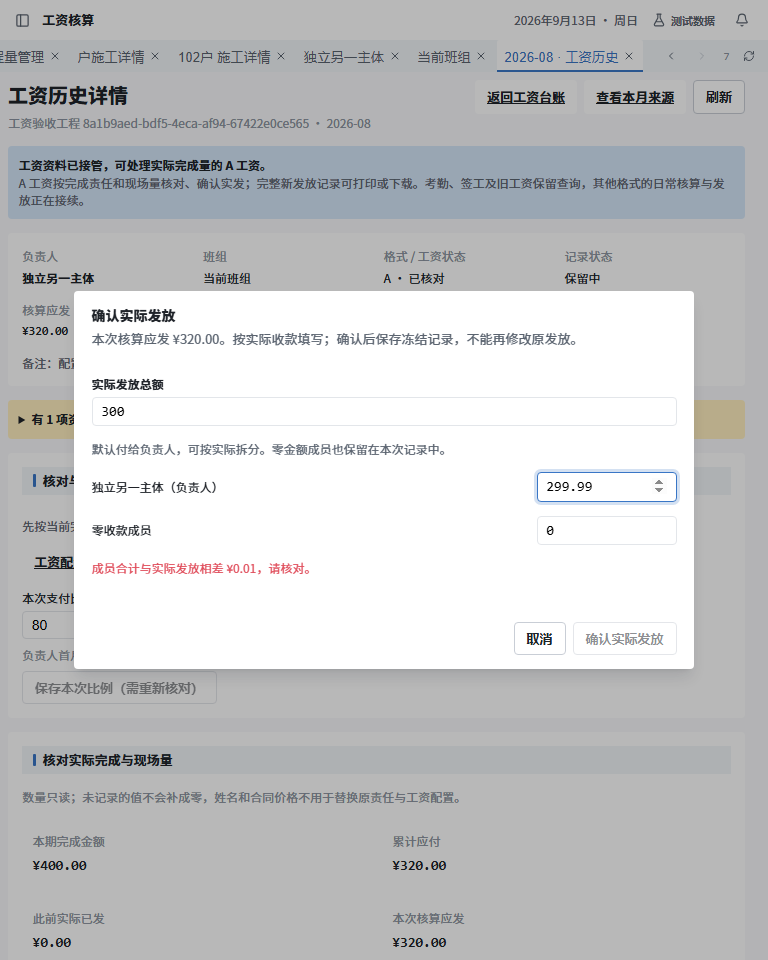 工资核算
2026年9月13日 · 周日
测试数据
量管理 ×
户施工详情 ×
102户 施工详情 ×
独立另一主体 ×
当前班组 ×
2026-08 · 工资历史 ×
7
工资历史详情
返回工资台账
查看本月来源
刷新
工资验收工程 8a1b9aed-bdf5-4eca-af94-67422e0ce565 · 2026-08
工资资料已接管，可处理实际完成量的 A 工资。
A 工资按完成责任和现场量核对、确认实发；完整新发放记录可打印或下载。考勤、签工及旧工资保留查询，其他格式的日常核算与发
放正在接续。
负责人
班组
格式 / 工资状态
记录状态
独立另一主体
当前班组
A · 已核对
保留中
核算应发
¥320.00
备注：配
有 1 项
核对与
先按当前
工资配
本次支付比
80
负责人首
保存本次比例（需重新核对）
确认实际发放
本次核算应发 ¥320.00。按实际收款填写；确认后保存冻结记录，不能再修改原发放。
实际发放总额
300
默认付给负责人，可按实际拆分。零金额成员也保留在本次记录中。
独立另一主体（负责人）
299.99
零收款成员
0
成员合计与实际发放相差 ¥0.01，请核对。
取消
确认实际发放
核对实际完成与现场量
数量只读；未记录的值不会补成零，姓名和合同价格不用于替换原责任与工资配置。
本期完成金额
累计应付
¥400.00
¥320.00
此前实际已发
本次核算应发
¥0.00
¥320.00